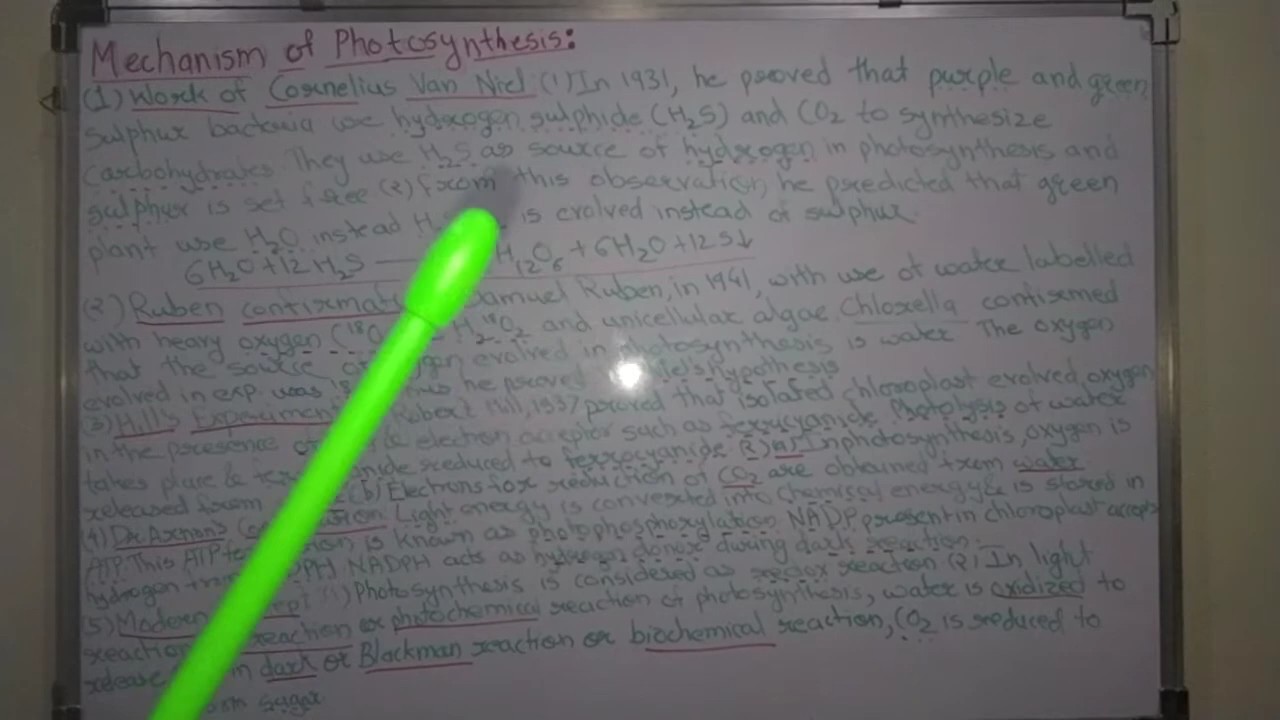 Mechanism of Photosynthesis:
(1) Work of Cornelius Van Niel (1) In 1931, he proved that purple and green
sulphur bacteria use hydrogen sulphide (H₂S) and CO₂ to synthesize
Carbohydrates. They use H₂S as source of hydrogen in photosynthesis and
sulphur is set free (2) from this observation, he predicted that green
plant use H₂O instead H₂ is evolved instead of sulphur.
6H₂O + 12 H₂S — H₁₂O₆ + 6H₂O + 12S↓
(2) Ruben Samuel Ruben, in 1941, with use of water labelled
with heavy oxygen (¹⁸O H₂¹⁸O₂ and unicellular algae Chlorella confirmed
that the source evolved in photosynthesis is water The oxygen
evolved in exp. was he proved hypothesis
(3) Hill's Experiment Robert Hill, 1937 proved that isolated chloroplast evolved oxygen
in the presence of electron acceptor such as ferricyanide. Photolysis of water
takes place & reduced to ferrocyanide. (2) a) In photosynthesis, oxygen is
released from (b) Electrons for reduction of CO₂ are obtained from water
(4) Dr. Arnon's Light energy is converted into chemical energy & is stored in
ATP. This ATP is known as photophosphorylation. NADP present in chloroplast accepts
hydrogen NADPH acts as hydrogen donor during dark reaction.
5) Modern (1) Photosynthesis is considered as redox reaction (2) In light
reaction or photochemical reaction of photosynthesis, water is oxidized to
release dark or Blackman reaction or biochemical reaction, CO₂ is reduced to
sugar